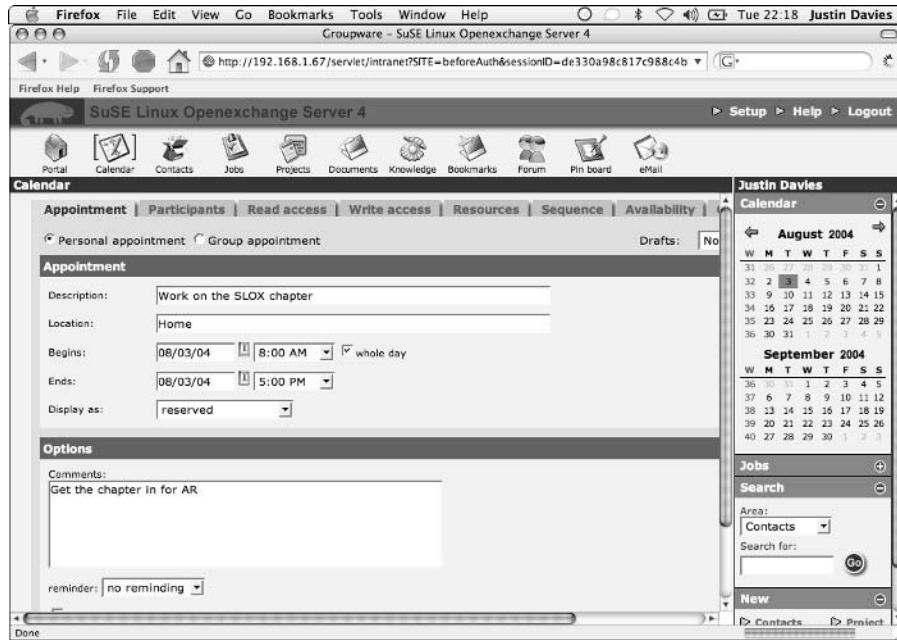 Firefox File Edit View Go Bookmarks Tools Window Help Tue 22:18 Justin Davies
Groupware – SuSE Linux Openexchange Server 4
http://192.168.1.67/servlet/intranet?SITE=beforeAuth&sessionID=de330a98c817c988c4b
Firefox Help Firefox Support
SuSE Linux Openexchange Server 4 Setup Help Logout
Portal Calendar Contacts Jobs Projects Documents Knowledge Bookmarks Forum Pin board eMail
Calendar
Appointment | Participants | Read access | Write access | Resources | Sequence | Availability |
Personal appointment Group appointment Drafts: No
Appointment
Description: Work on the SLOX chapter
Location: Home
Begins: 08/03/04 8:00 AM whole day
Ends: 08/03/04 5:00 PM
Display as: reserved
Options
Comments:
Get the chapter in for AR
reminder: no reminding
Done
Justin Davies
Calendar
August 2004
W M T W T F S S
31 26 27 28 29 30 31 1
32 2 3 4 5 6 7 8
33 9 10 11 12 13 14 15
34 16 17 18 19 20 21 22
35 23 24 25 26 27 28 29
36 30 31 1 2 3 4 5
September 2004
W M T W T F S S
36 30 31 1 2 3 4 5
37 6 7 8 9 10 11 12
38 13 14 15 16 17 18 19
39 20 21 22 23 24 25 26
40 27 28 29 30 1 2 3
Jobs
Search
Area:
Contacts
Search for:
Go
New
Contacts Project